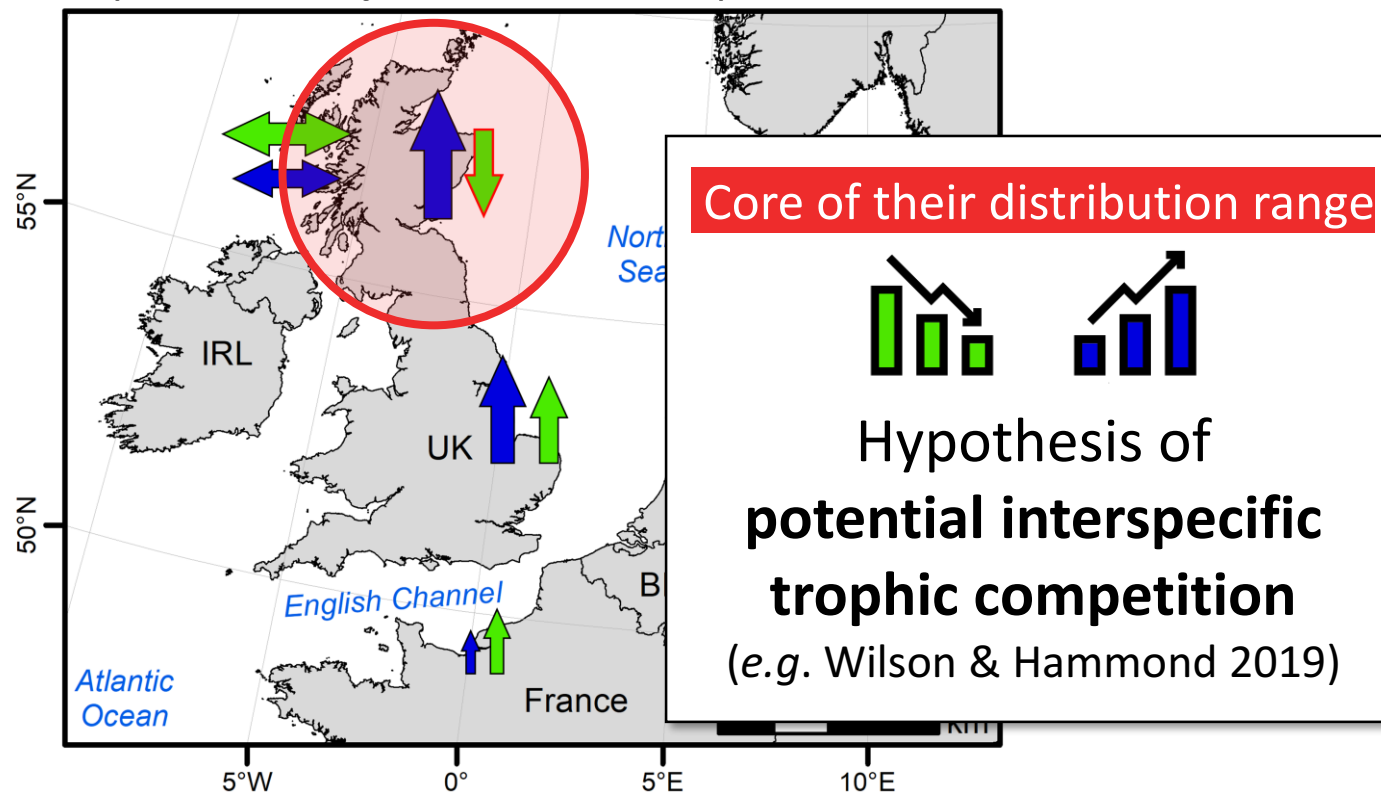 55°N
50°N
Nort
Sea
IRL
UK
English Channel
B
Atlantic
Ocean
France
km
5°W
0°
5°E
10°E
Core of their distribution range
Hypothesis of
potential interspecific
trophic competition
(e.g. Wilson & Hammond 2019)